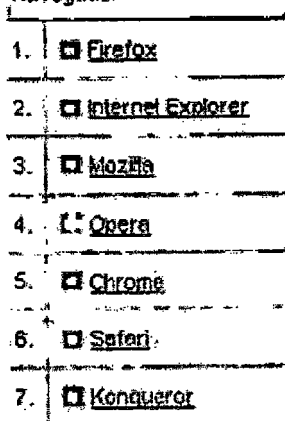 1. Firefox
2. Internet Explorer
3. Mozilla
4. Opera
5. Chrome
6. Safari
7. Konqueror